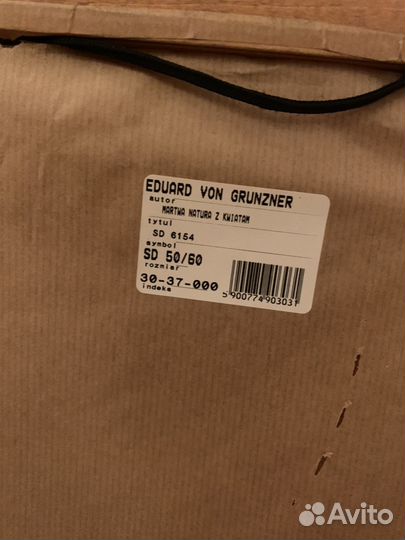 EDUARD VON GRUNZNER
autor
MARTWA NATURA Z KWIATAM
tytul
SD 6154
symbol
SD 50/60
rozmiar
30-37-000
indeks
5900774903031
Avito